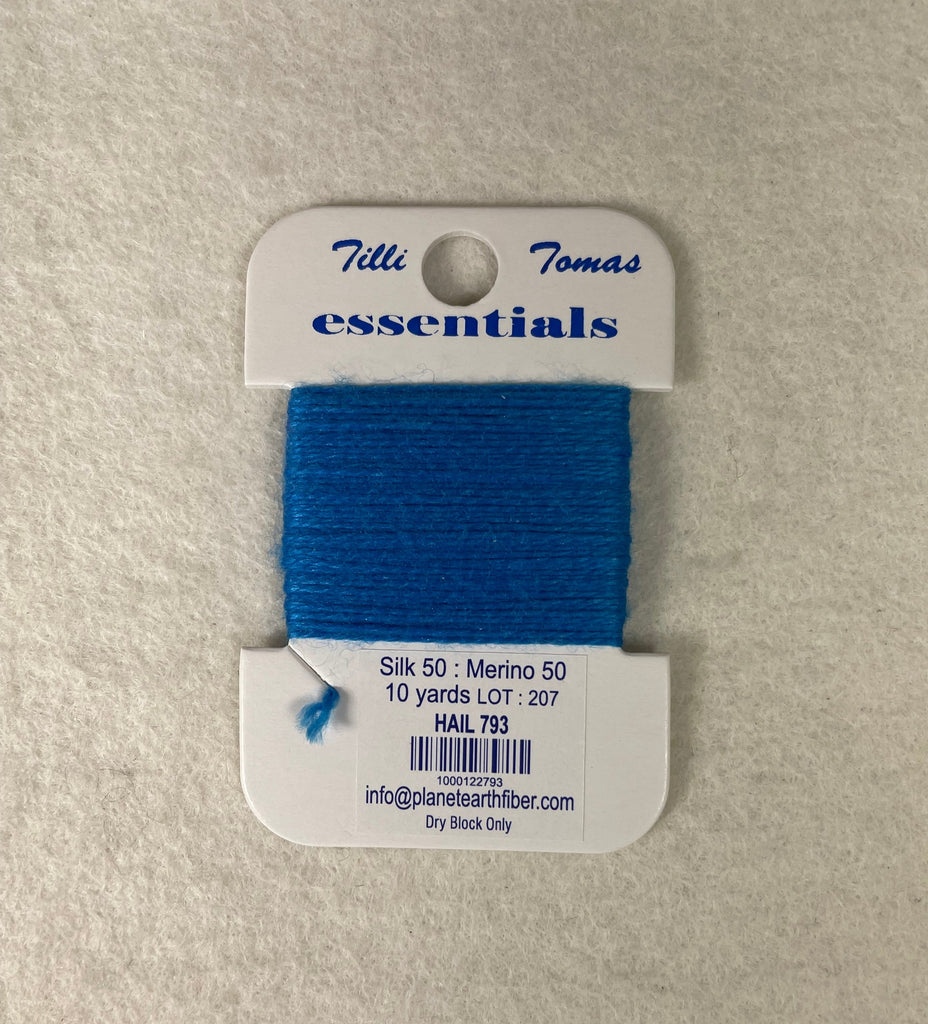 Tilli Tomas
essentials
Silk 50 : Merino 50
10 yards LOT : 207
HAIL 793
1000122793
info@planetearthfiber.com
Dry Block Only